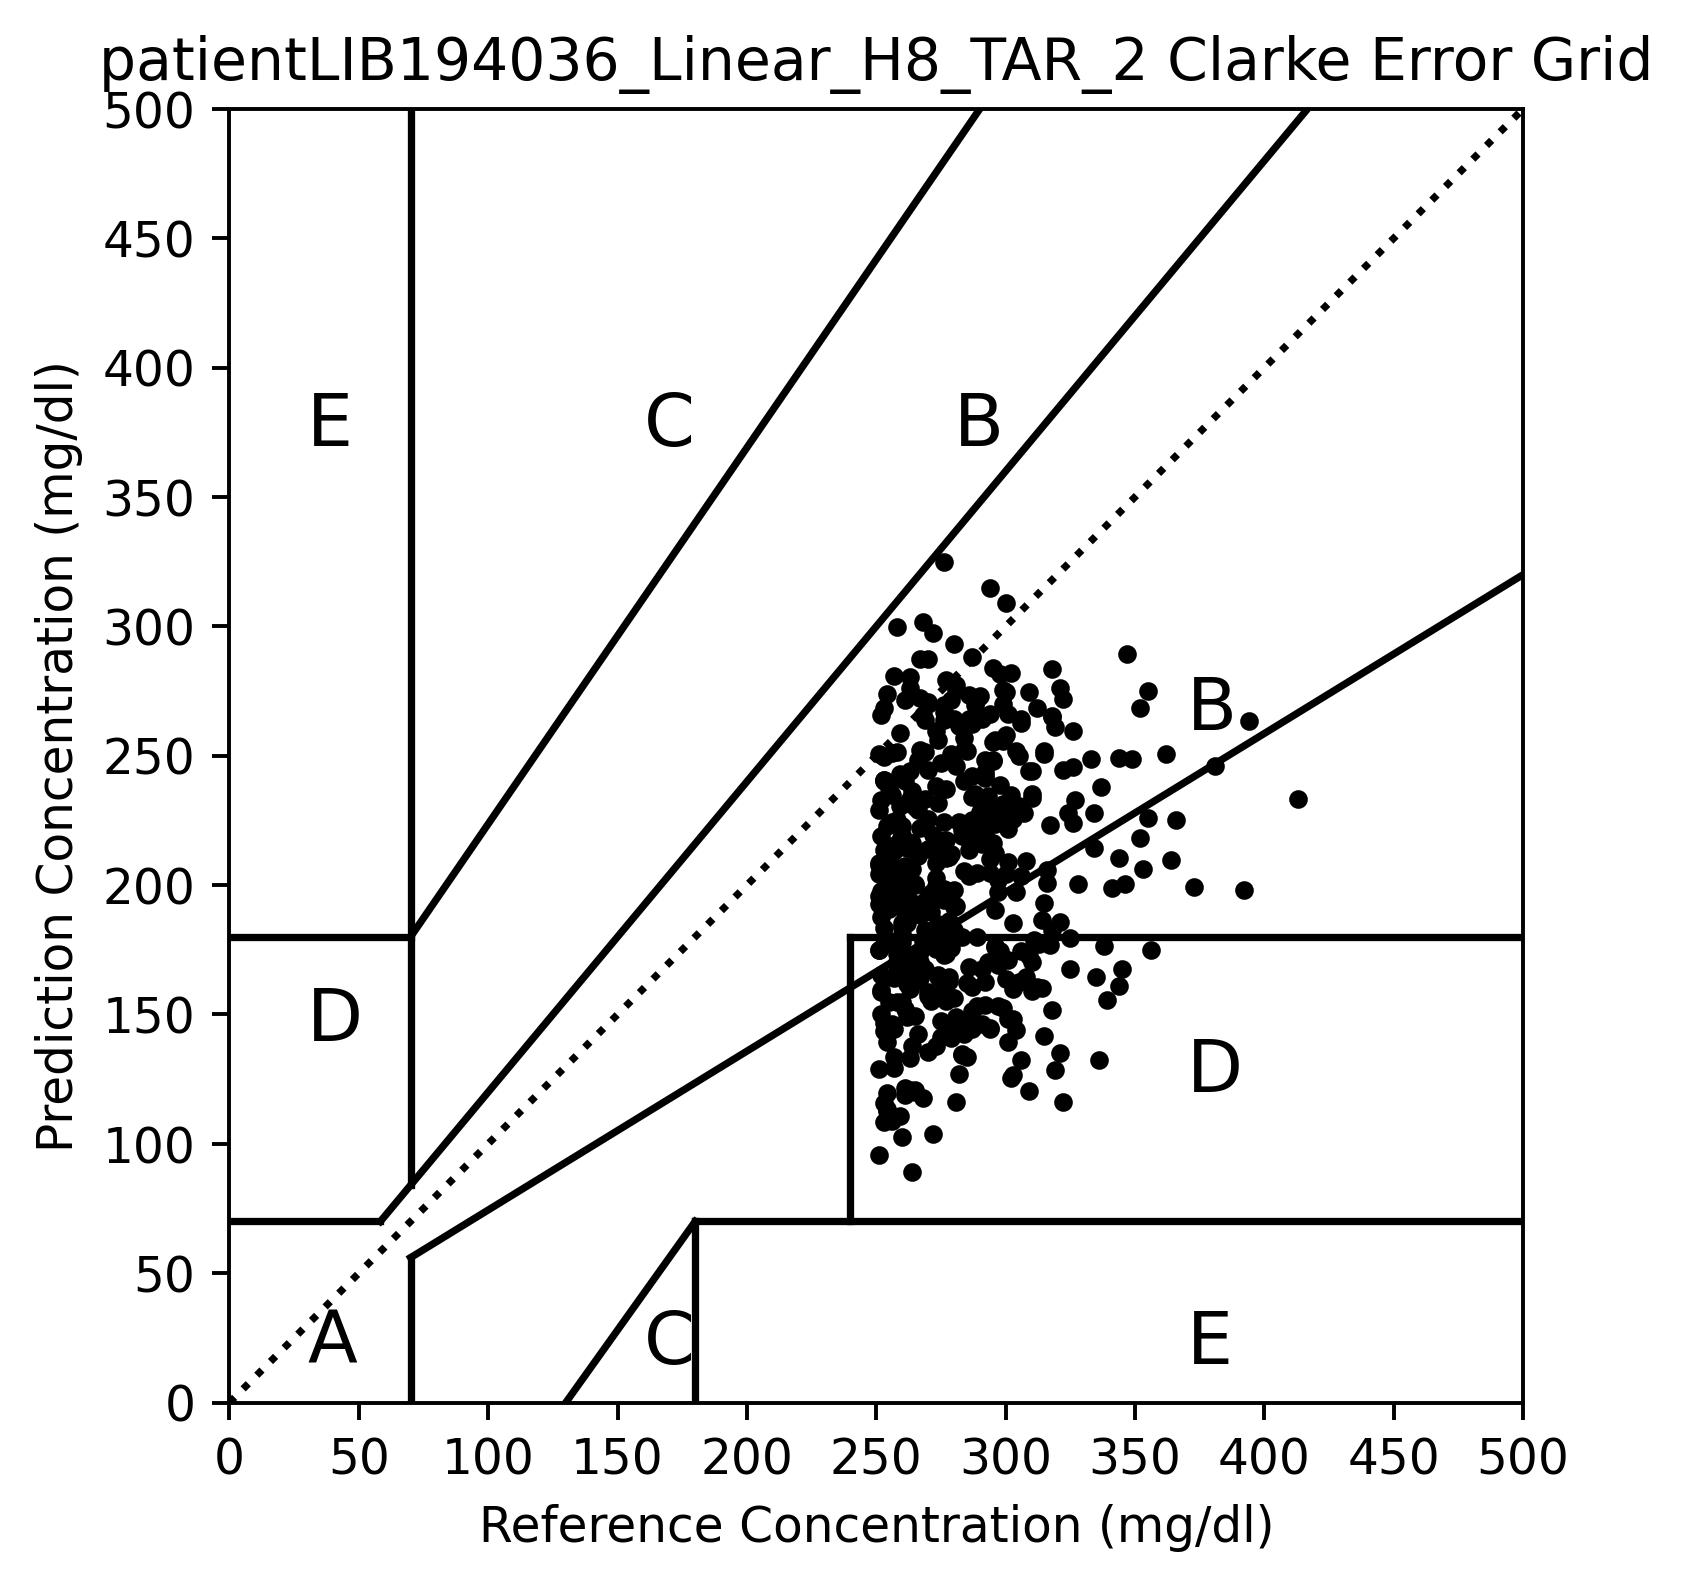 patientLIB194036_Linear_H8_TAR_2 Clarke Error Grid
500
450
400
350
300
250
200
150
100
50
0
Prediction Concentration (mg/dl)
E C B
B
D
D
A C E
0 50 100 150 200 250 300 350 400 450 500
Reference Concentration (mg/dl)